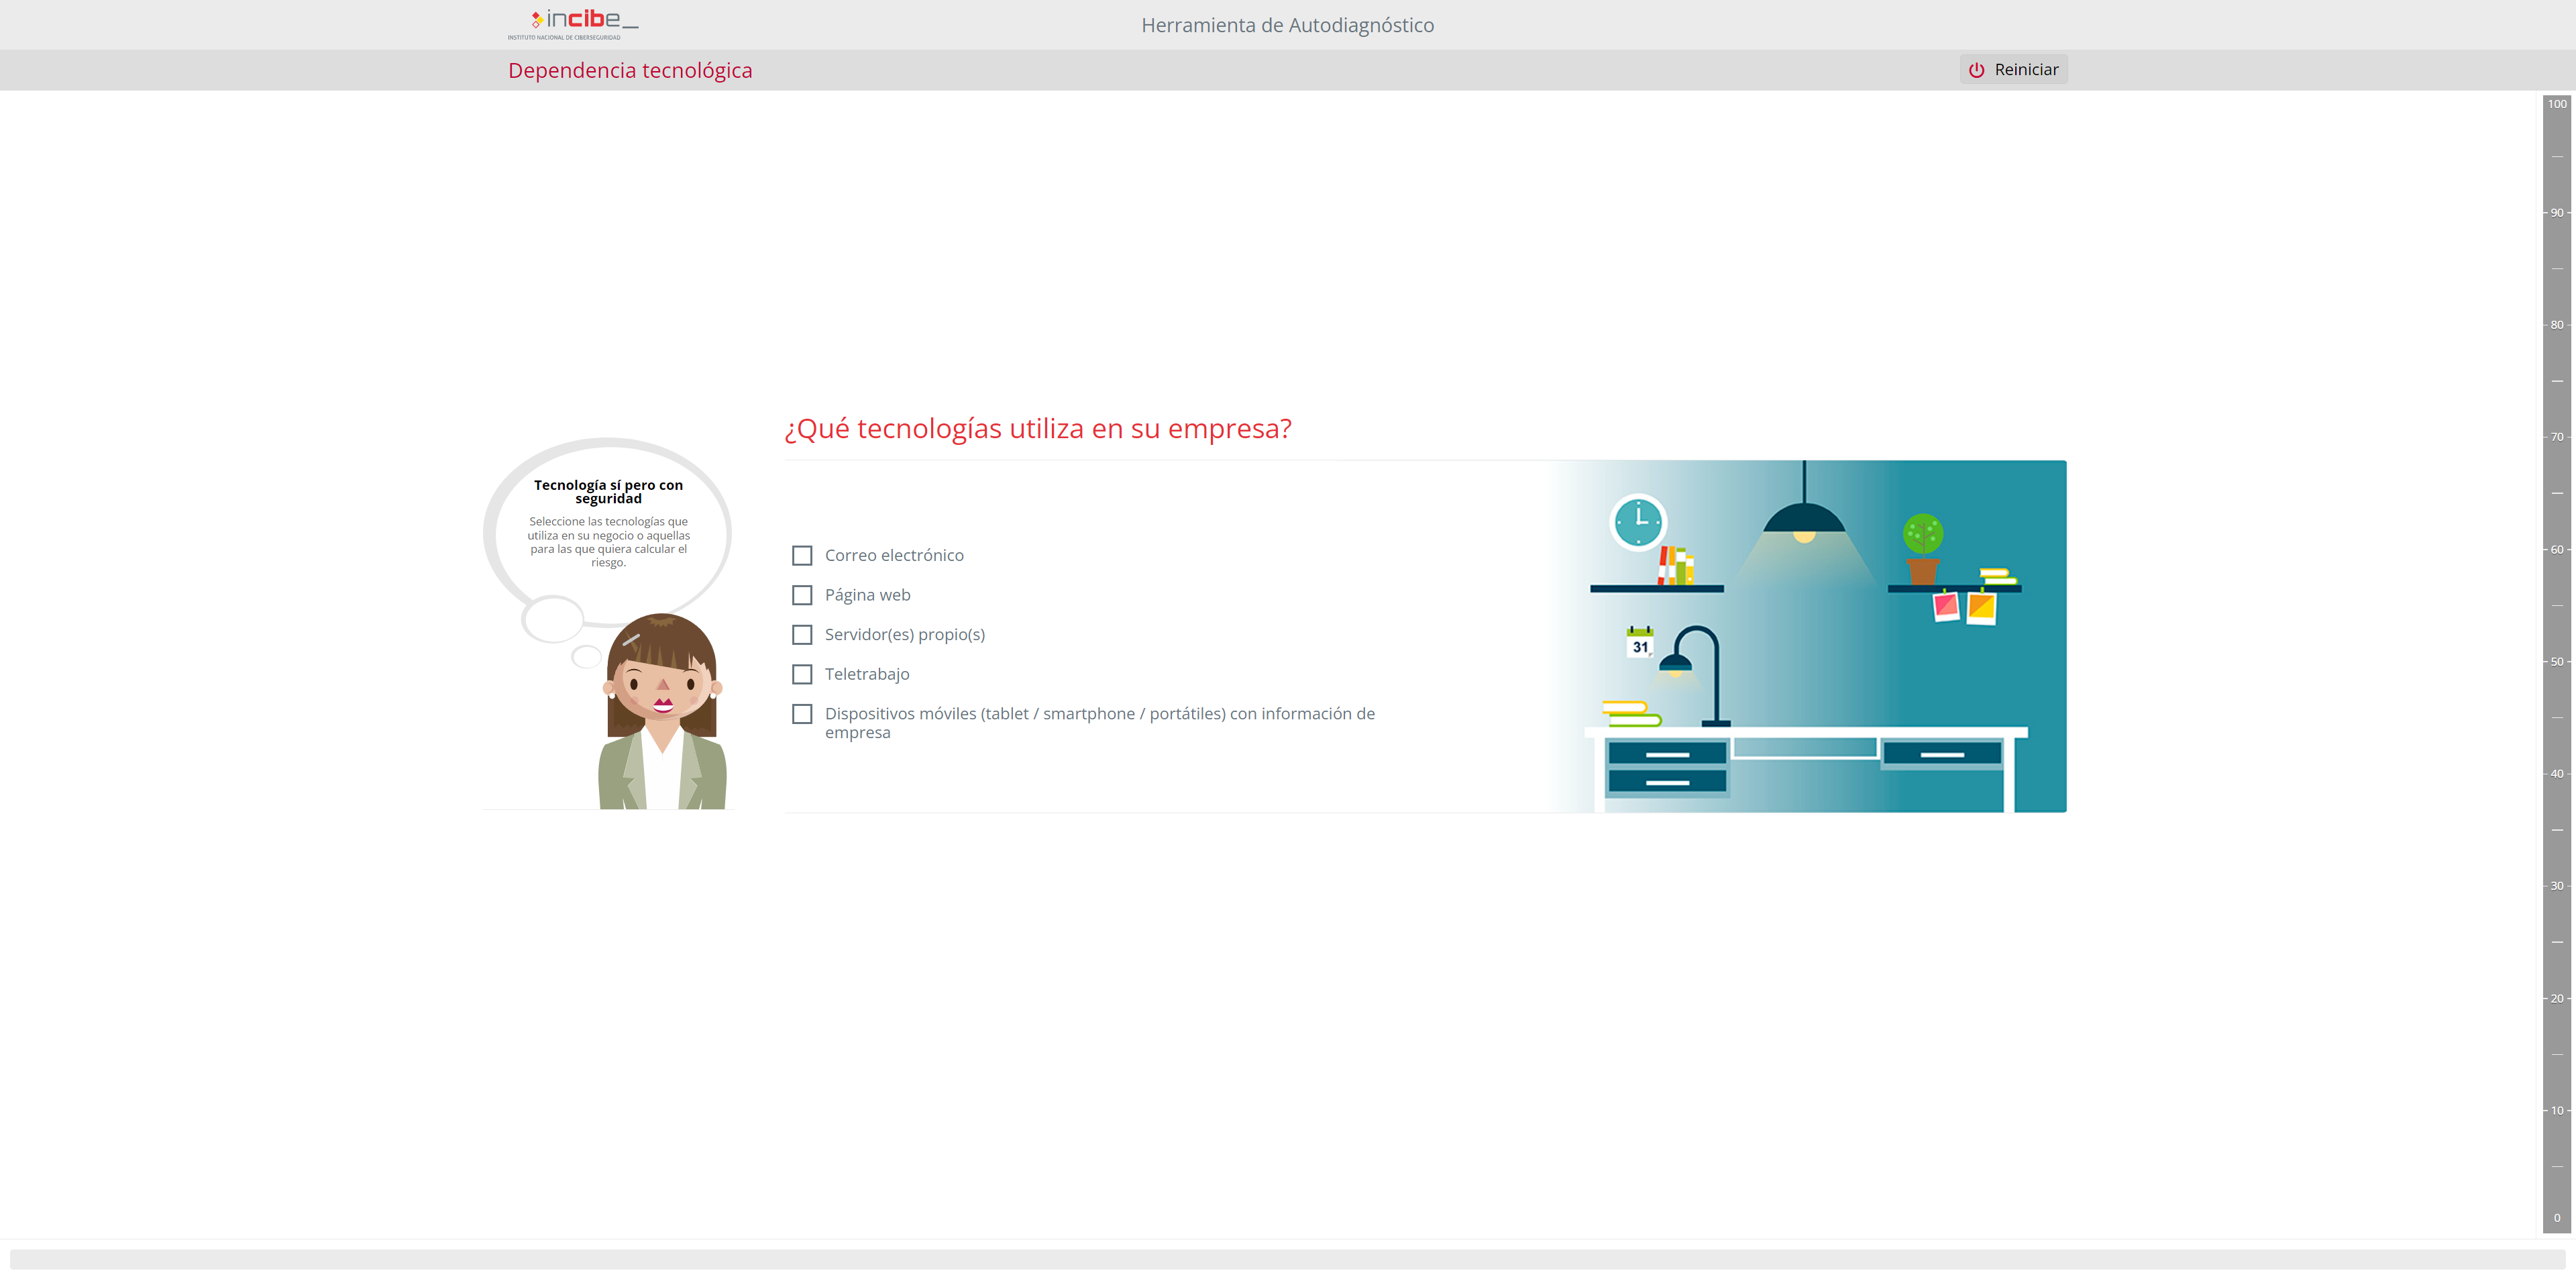 incibe_
INSTITUTO NACIONAL DE CIBERSEGURIDAD
Herramienta de Autodiagnóstico
Dependencia tecnológica
Reiniciar
¿Qué tecnologías utiliza en su empresa?
Tecnología sí pero con
seguridad
Seleccione las tecnologías que
utiliza en su negocio o aquellas
para las que quiera calcular el
riesgo.
Correo electrónico
Página web
Servidor(es) propio(s)
Teletrabajo
Dispositivos móviles (tablet / smartphone / portátiles) con información de
empresa
31
100
90
80
70
60
50
40
30
20
10
0